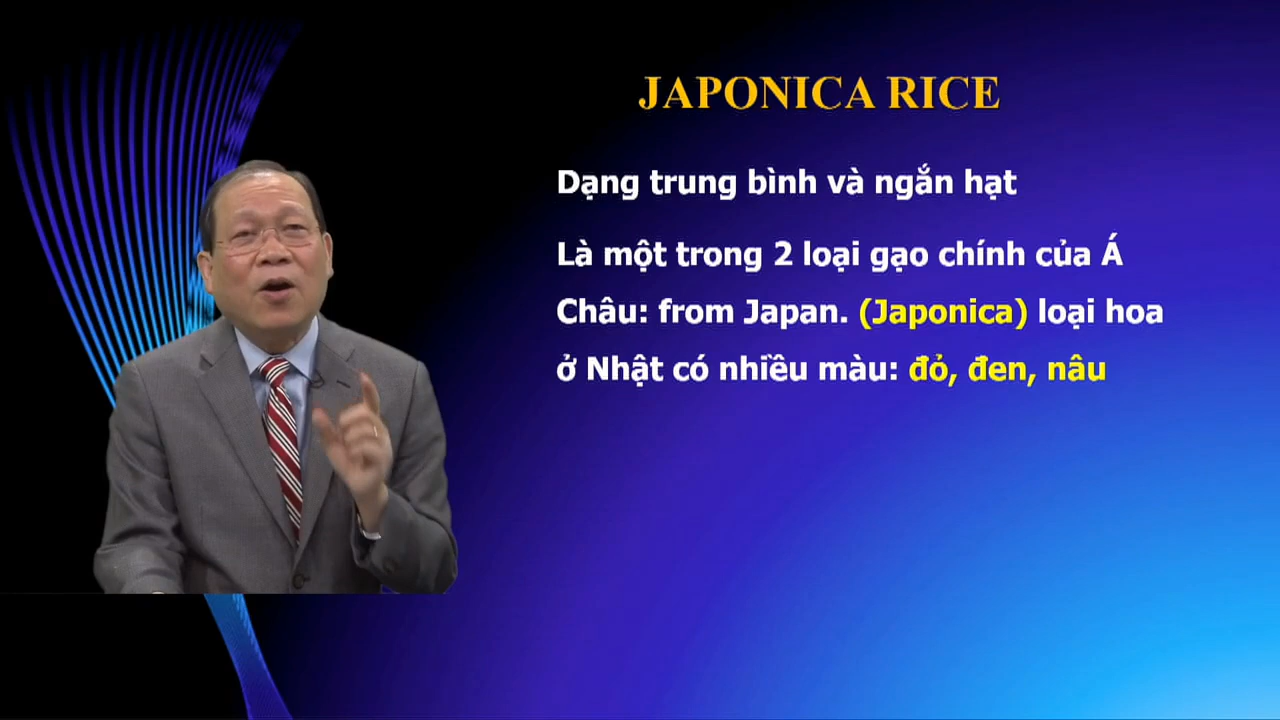 JAPONICA RICE
Dạng trung bình và ngắn hạt
Là một trong 2 loại gạo chính của Á
Châu: from Japan. (Japonica) loại hoa
ở Nhật có nhiều màu: đỏ, đen, nâu